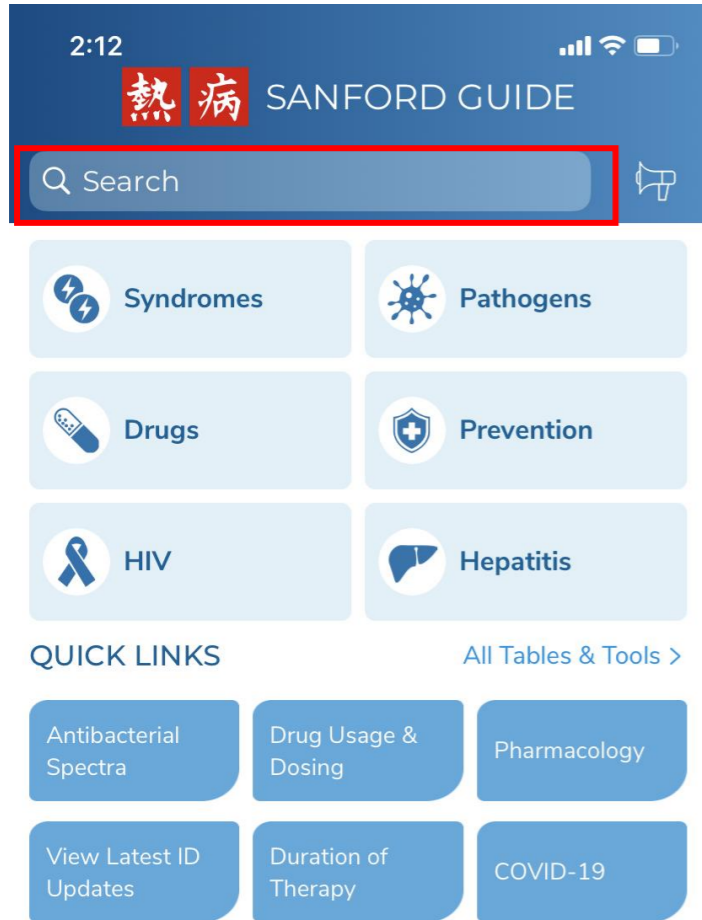 2:12
熱病 SANFORD GUIDE
Search
Syndromes
Pathogens
Drugs
Prevention
HIV
Hepatitis
QUICK LINKS
All Tables & Tools >
Antibacterial
Spectra
Drug Usage &
Dosing
Pharmacology
View Latest ID
Updates
Duration of
Therapy
COVID-19